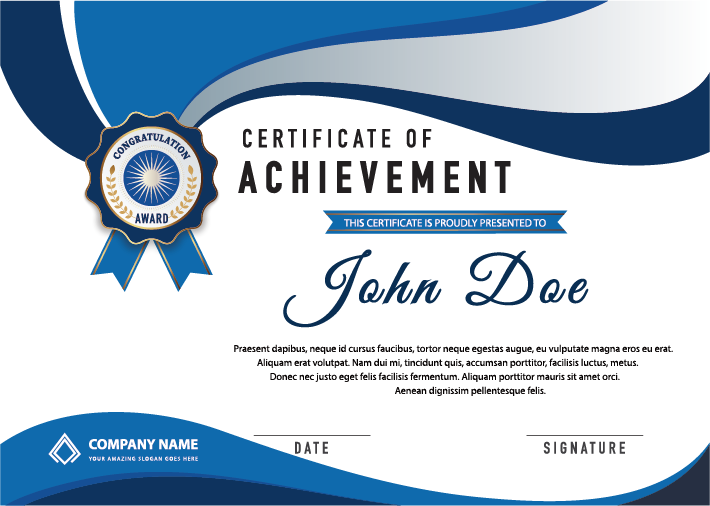 CONGRATULATION
AWARD
CERTIFICATE OF
ACHIEVEMENT
THIS CERTIFICATE IS PROUDLY PRESENTED TO
John Doe
Praesent dapibus, neque id cursus faucibus, tortor neque egestas augue, eu vulputate magna eros eu erat.
Aliquam erat volutpat. Nam dui mi, tincidunt quis, accumsan porttitor, facilisis luctus, metus.
Donec nec justo eget felis facilisis fermentum. Aliquam porttitor mauris sit amet orci.
Aenean dignissim pellentesque felis.
COMPANY NAME
YOUR AMAZING SLOGAN GOES HERE
DATE
SIGNATURE